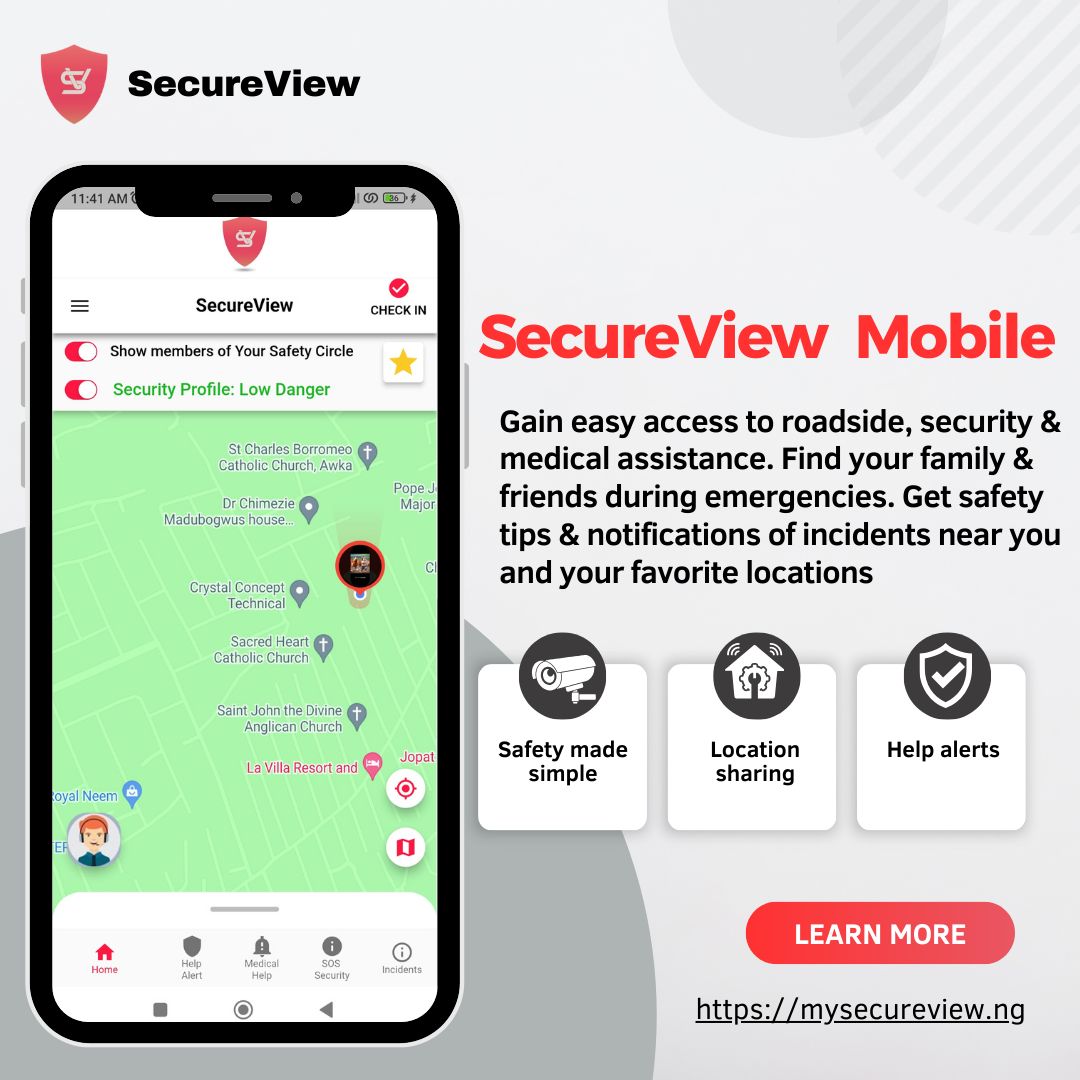 SecureView
11:41 AM
36
SecureView
CHECK IN
Show members of Your Safety Circle
Security Profile: Low Danger
St Charles Borromeo
Catholic Church, Awka
Dr Chimezie
Madubogwus house...
Pope J
Major
Crystal Concept
Technical
Sacred Heart
Catholic Church
Saint John the Divine
Anglican Church
La Villa Resort and
Jopat
Royal Neem
Home
Help
Alert
Medical
Help
SOS
Security
Incidents
SecureView Mobile
Gain easy access to roadside, security &
medical assistance. Find your family &
friends during emergencies. Get safety
tips & notifications of incidents near you
and your favorite locations
Safety made
simple
Location
sharing
Help alerts
LEARN MORE
https://mysecureview.ng